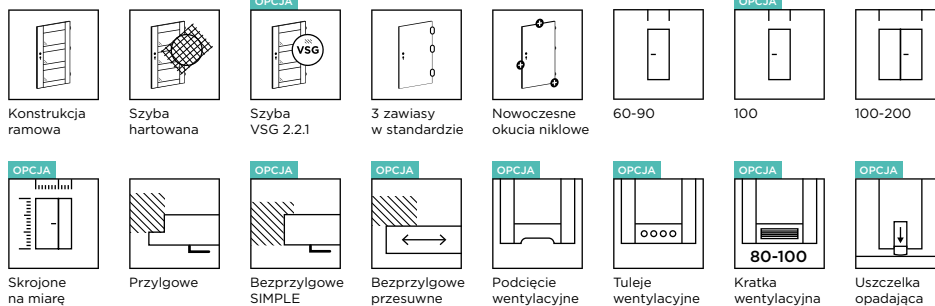 OPCJA
OPCJA
VSG
Konstrukcja
ramowa
Szyba
hartowana
Szyba
VSG 2.2.1
3 zawiasy
w standardzie
Nowoczesne
okucia niklowe
60-90
100
100-200
OPCJA
OPCJA
OPCJA
OPCJA
OPCJA
OPCJA
OPCJA
80-100
Skrojone
na miarę
Przylgowe
Bezprzylgowe
SIMPLE
Bezprzylgowe
przesuwne
Podcięcie
wentylacyjne
Tuleje
wentylacyjne
Kratka
wentylacyjna
Uszczelka
opadająca